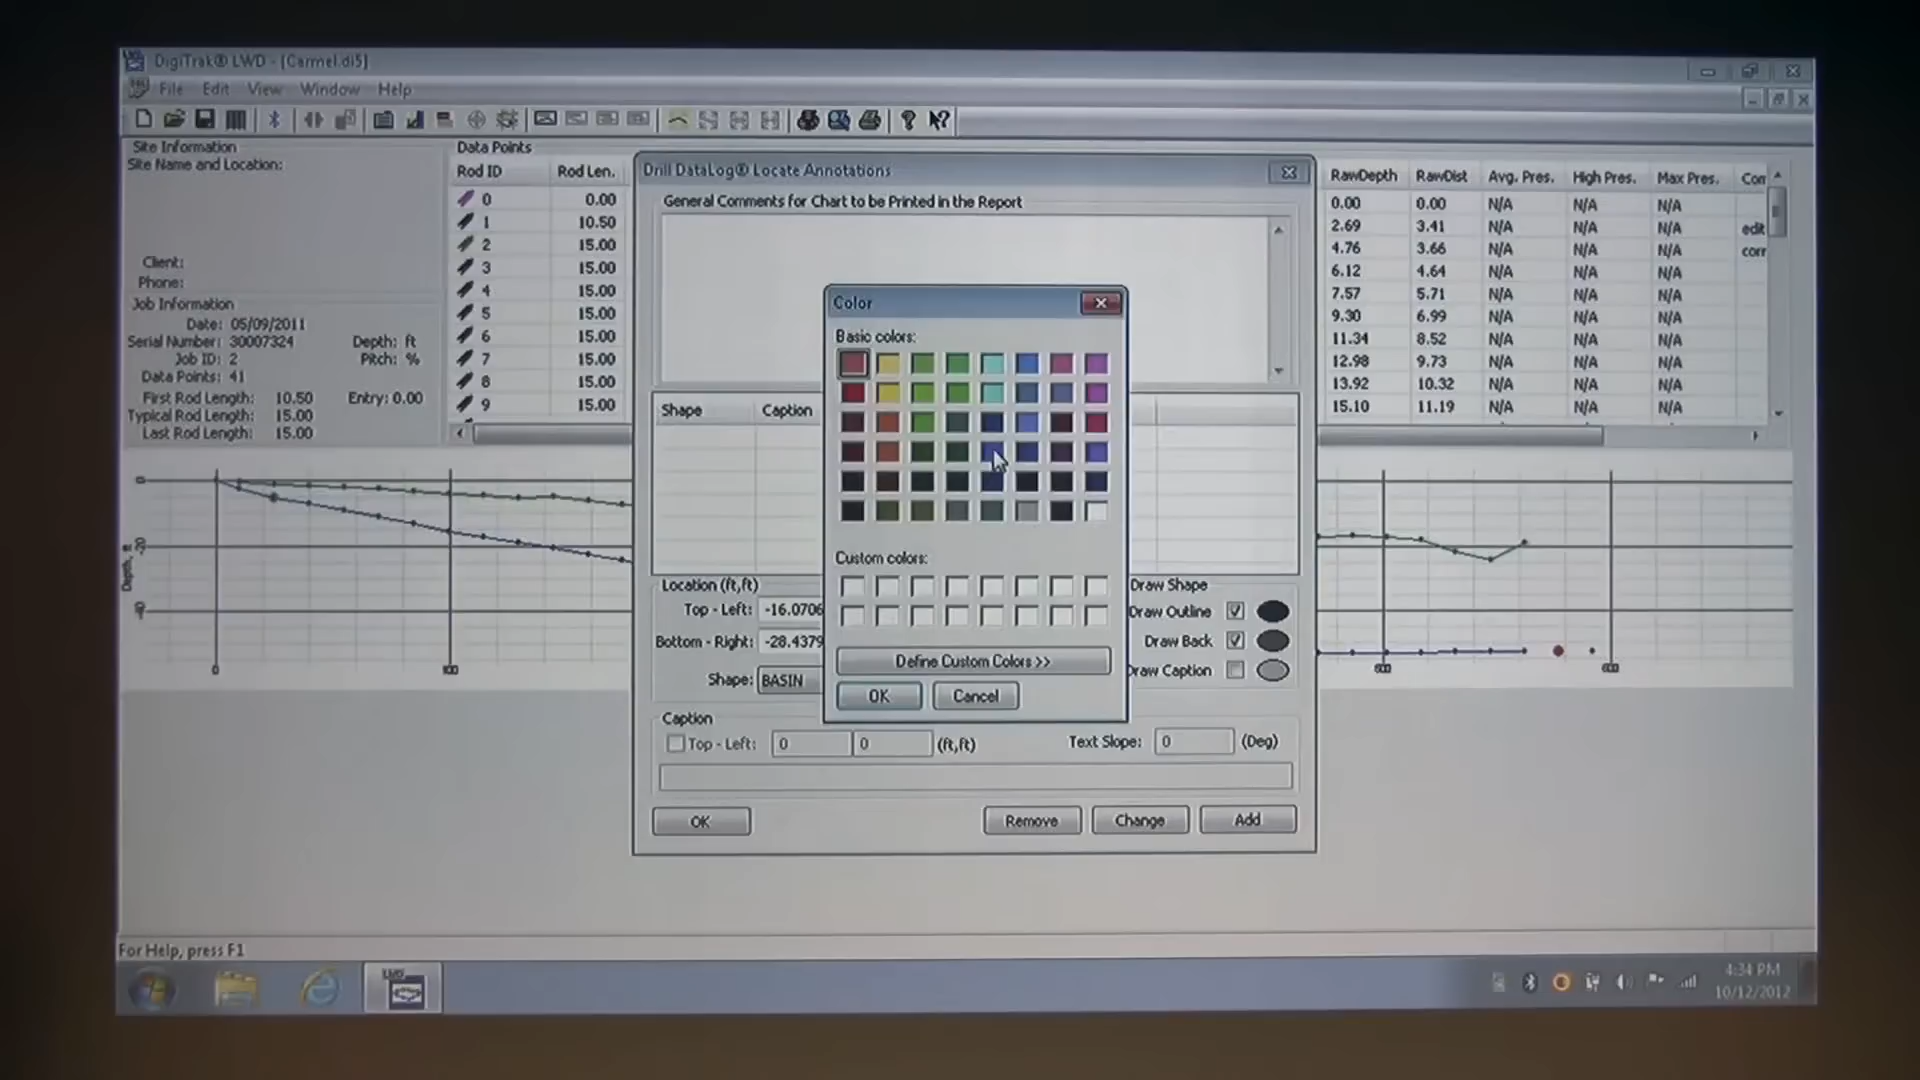 DigiTrak® LWD - [Carmel.di5]
File Edit View Window Help
Site Information
Site Name and Location:
Client:
Phone:
Job Information
Date: 05/09/2011
Serial Number: 30007324 Depth: ft
Job ID: 2 Pitch: %
Data Points: 41
First Rod Length: 10.50 Entry: 0.00
Typical Rod Length: 15.00
Last Rod Length: 15.00
Data Points
Rod ID Rod Len.
0 0.00
1 10.50
2 15.00
3 15.00
4 15.00
5 15.00
6 15.00
7 15.00
8 15.00
9 15.00
Drill DataLog® Locate Annotations
General Comments for Chart to be Printed in the Report
Shape Caption
Location (ft,ft)
Top - Left: -16.0706
Bottom - Right: -28.4379
Shape: BASIN
Draw Shape
Draw Outline
Draw Back
Draw Caption
Caption
Top - Left: 0 0 (ft,ft) Text Slope: 0 (Deg)
OK Remove Change Add
Color
Basic colors:
Custom colors:
Define Custom Colors >>
OK Cancel
RawDepth RawDist Avg. Pres. High Pres. Max Pres. Com
0.00 0.00 N/A N/A N/A
2.69 3.41 N/A N/A N/A edit
4.76 3.66 N/A N/A N/A corr
6.12 4.64 N/A N/A N/A
7.57 5.71 N/A N/A N/A
9.30 6.99 N/A N/A N/A
11.34 8.52 N/A N/A N/A
12.98 9.73 N/A N/A N/A
13.92 10.32 N/A N/A N/A
15.10 11.19 N/A N/A N/A
Depth, ft
0
-20
-40
0 100
For Help, press F1
LWD
4:34 PM
10/12/2012